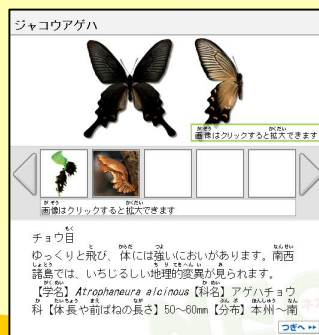 ジャコウアゲハ
画像はクリックすると拡大できます
画像はクリックすると拡大できます
チョウ目
ゆっくりと飛び、体には強いにおいがあります。南西
諸島では、いちじるしい地理的変異が見られます。
【学名】Atrophaneura alcinous【科名】アゲハチョウ
科【体長や前ばねの長さ】50～60mm【分布】本州～南
つぎへ